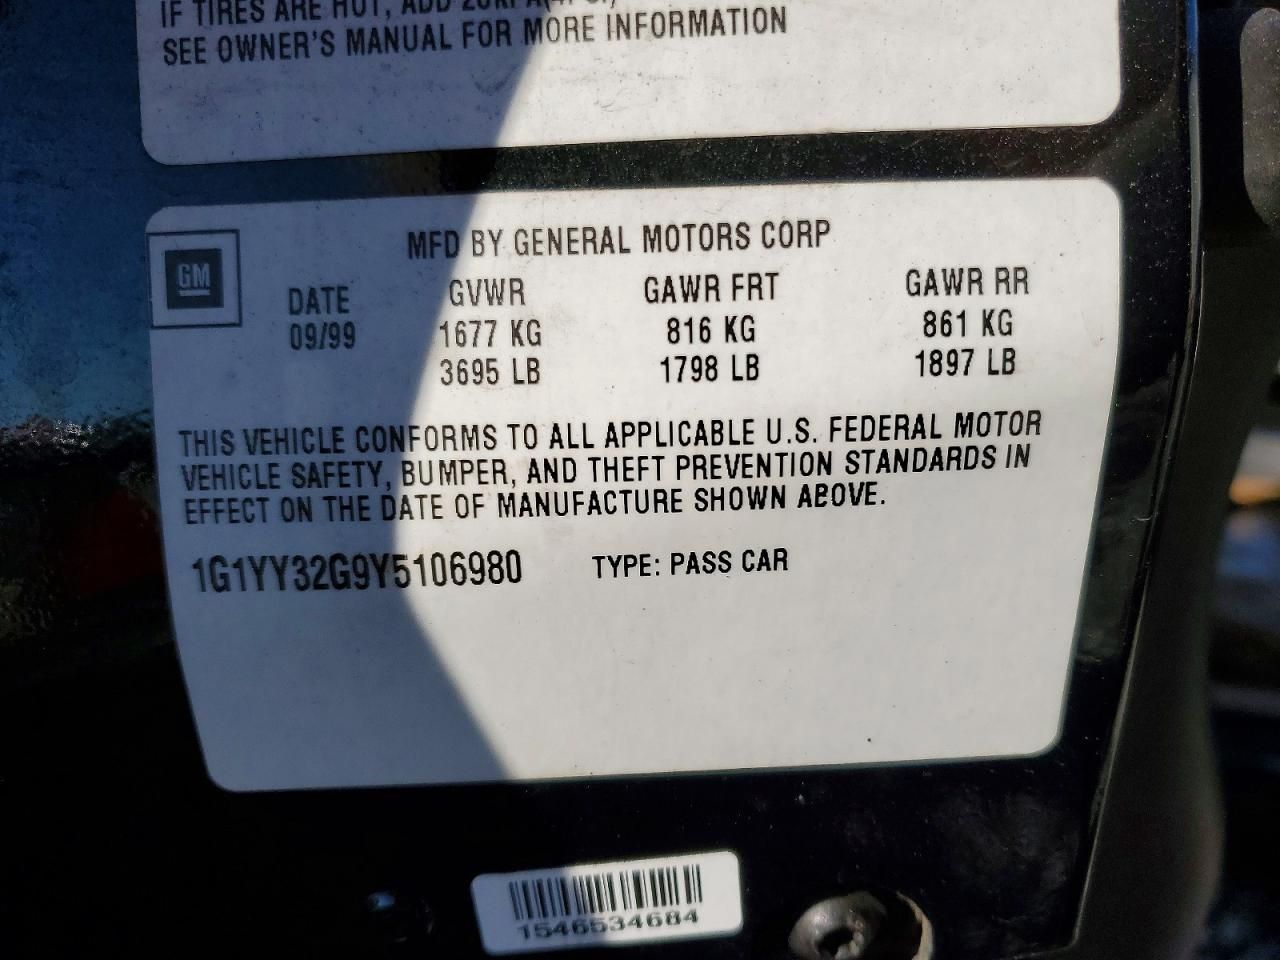 IF TIRES ARE HOT, ADD 20KPA(4PSI)
SEE OWNER'S MANUAL FOR MORE INFORMATION
GM
MFD BY GENERAL MOTORS CORP
DATE GVWR GAWR FRT GAWR RR
09/99 1677 KG 816 KG 861 KG
3695 LB 1798 LB 1897 LB
THIS VEHICLE CONFORMS TO ALL APPLICABLE U.S. FEDERAL MOTOR
VEHICLE SAFETY, BUMPER, AND THEFT PREVENTION STANDARDS IN
EFFECT ON THE DATE OF MANUFACTURE SHOWN ABOVE.
1G1YY32G9Y5106980 TYPE: PASS CAR
1546534684